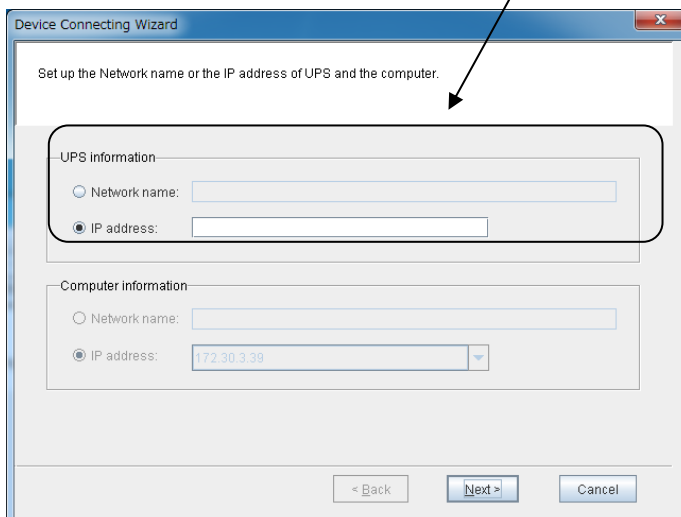 Device Connecting Wizard
Set up the Network name or the IP address of UPS and the computer.
UPS information
Network name:
IP address:
Computer information
Network name:
IP address: 172.30.3.39
< Back Next > Cancel